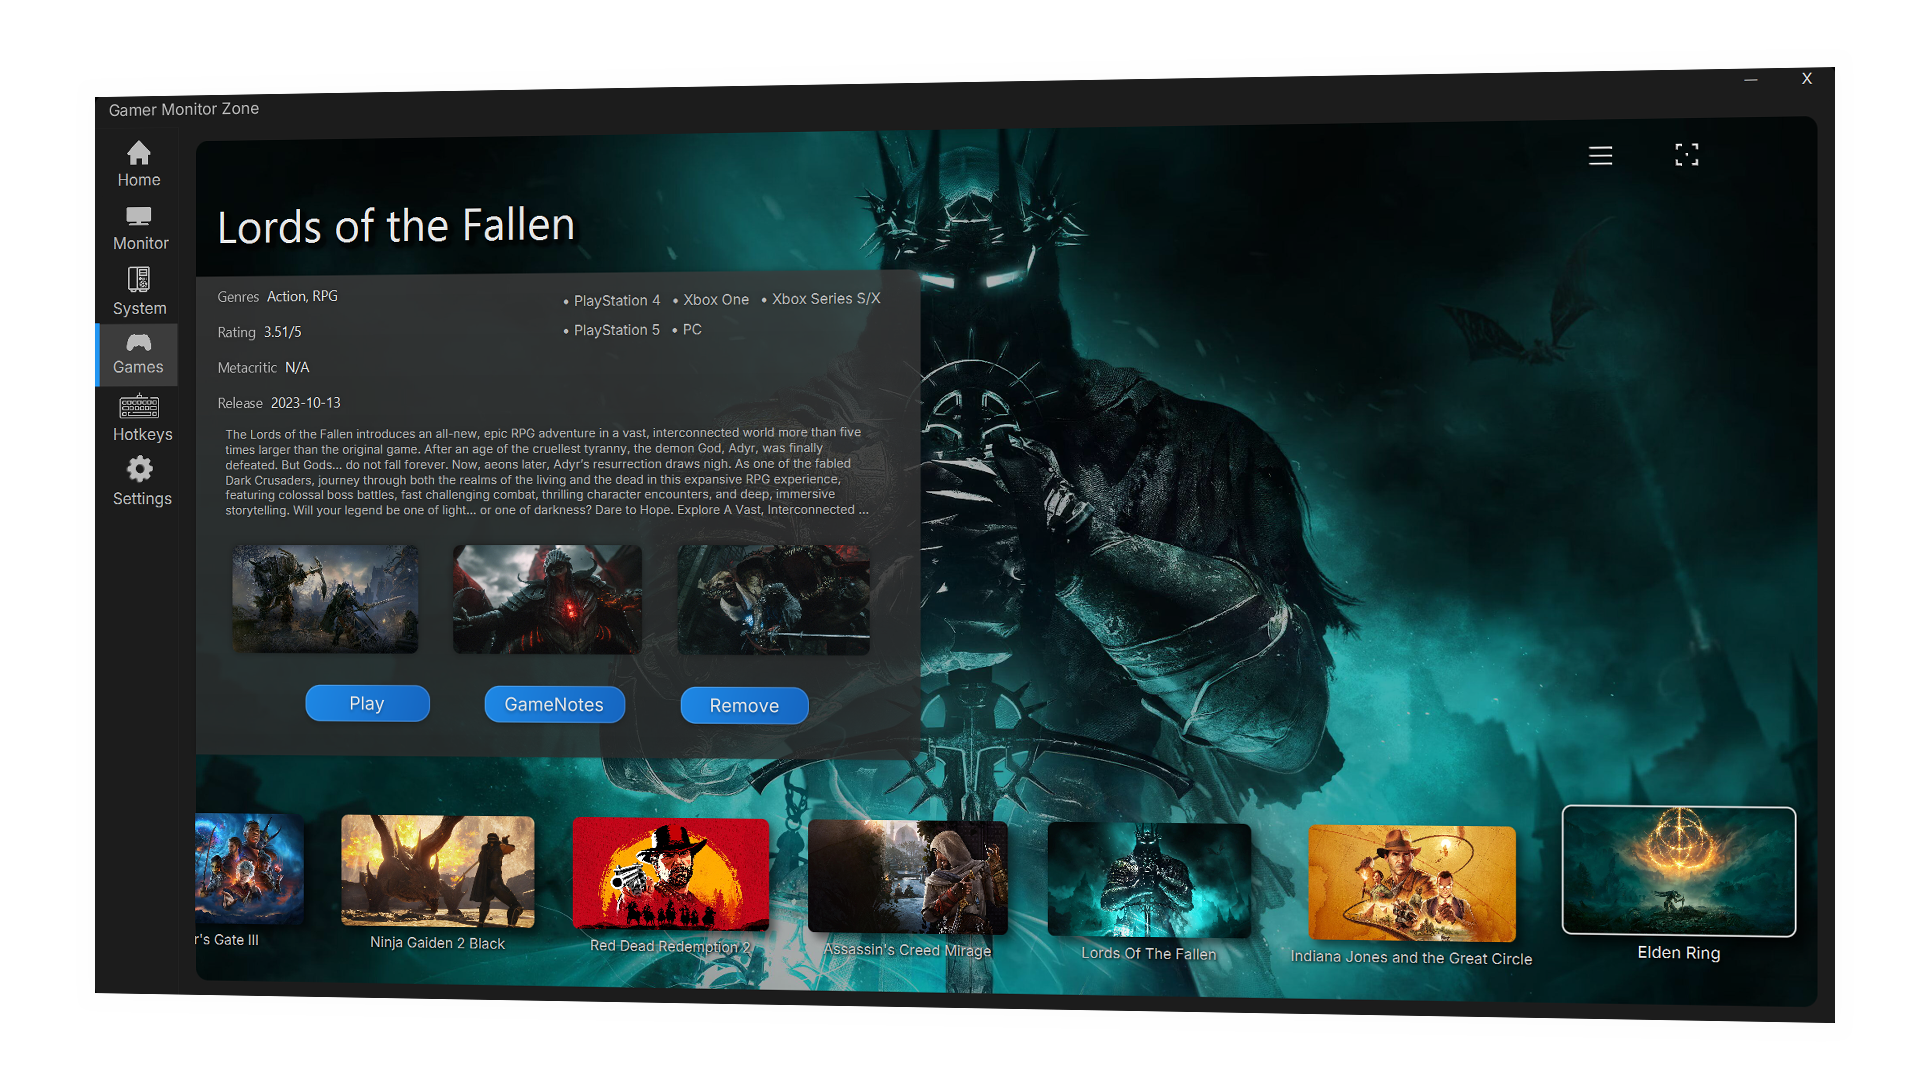 Gamer Monitor Zone
X
Home
Monitor
System
Games
Hotkeys
Settings
Lords of the Fallen
Genres Action, RPG
Rating 3.51/5
Metacritic N/A
Release 2023-10-13
• PlayStation 4 • Xbox One • Xbox Series S/X
• PlayStation 5 • PC
The Lords of the Fallen introduces an all-new, epic RPG adventure in a vast, interconnected world more than five
times larger than the original game. After an age of the cruellest tyranny, the demon God, Adyr, was finally
defeated. But Gods... do not fall forever. Now, aeons later, Adyr's resurrection draws nigh. As one of the fabled
Dark Crusaders, journey through both the realms of the living and the dead in this expansive RPG experience,
featuring colossal boss battles, fast challenging combat, thrilling character encounters, and deep, immersive
storytelling. Will your legend be one of light... or one of darkness? Dare to Hope. Explore A Vast, Interconnected ...
Play
GameNotes
Remove
r's Gate III
Ninja Gaiden 2 Black
Red Dead Redemption 2
Assassin's Creed Mirage
Lords Of The Fallen
Indiana Jones and the Great Circle
Elden Ring